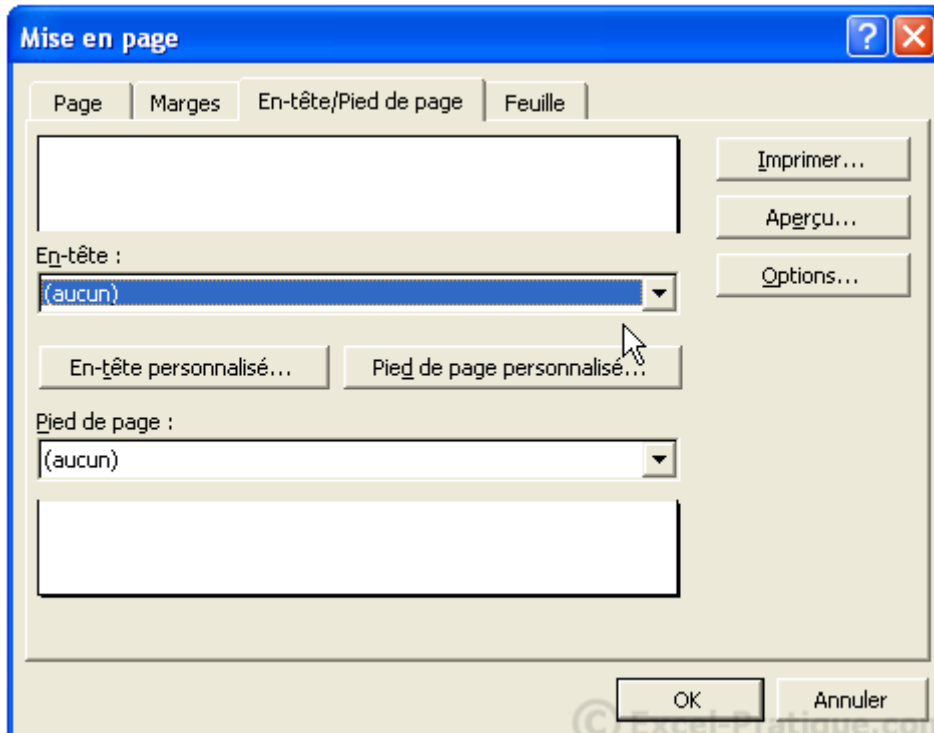 Mise en page
Page Marges En-tête/Pied de page Feuille
Imprimer...
Aperçu...
En-tête :
(aucun)
Options...
En-tête personnalisé... Pied de page personnalisé...
Pied de page :
(aucun)
OK Annuler
© Excel-Pratique.com